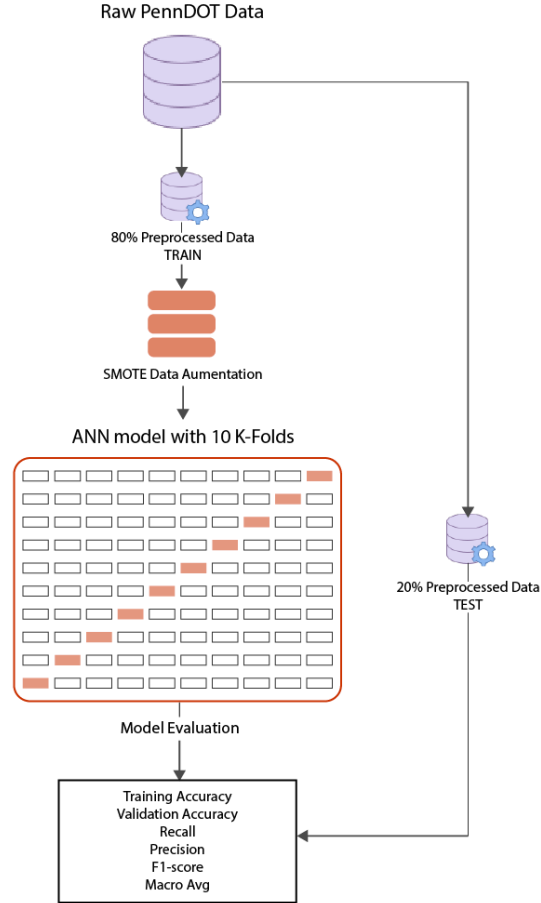 Raw PennDOT Data
80% Preprocessed Data
TRAIN
SMOTE Data Aumentation
ANN model with 10 K-Folds
20% Preprocessed Data
TEST
Model Evaluation
Training Accuracy
Validation Accuracy
Recall
Precision
F1-score
Macro Avg